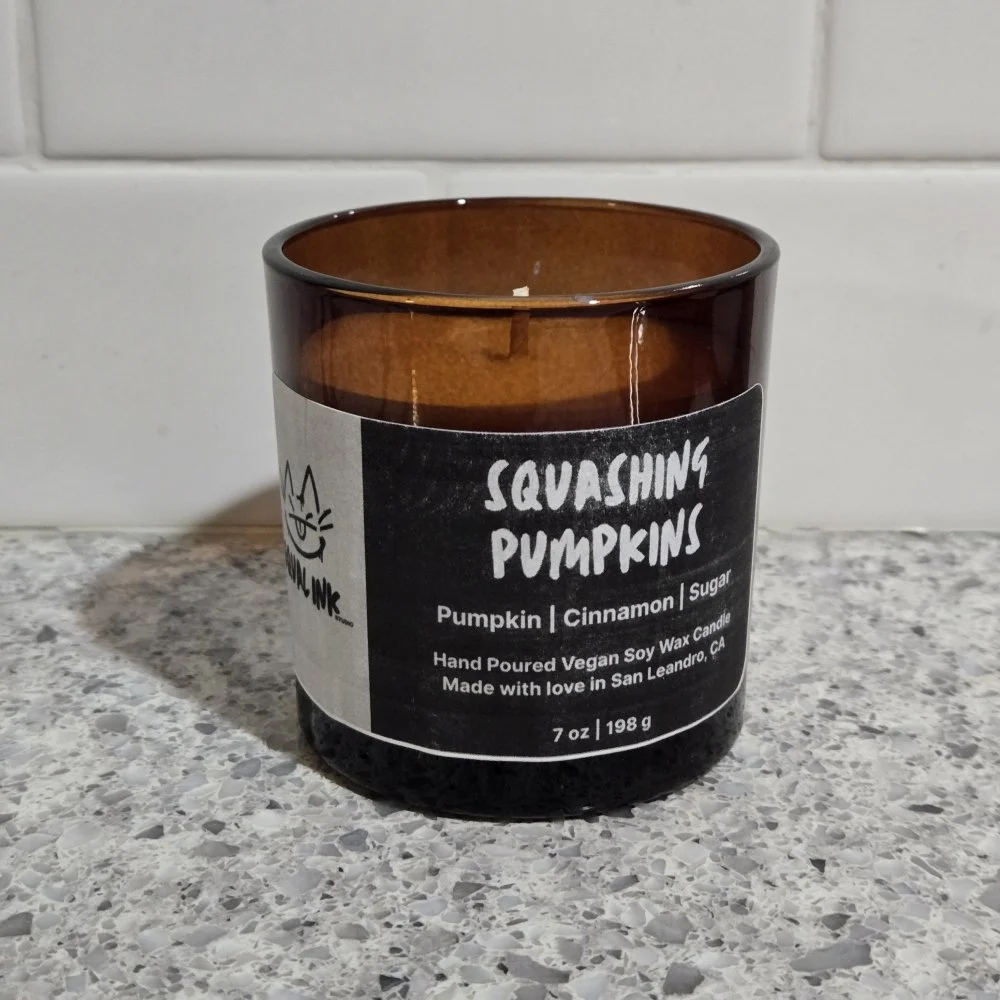 SQUASHING
PUMPKINS
Pumpkin | Cinnamon | Sugar
Hand Poured Vegan Soy Wax Candle
Made with love in San Leandro, CA
7 oz | 198 g
STUDIO